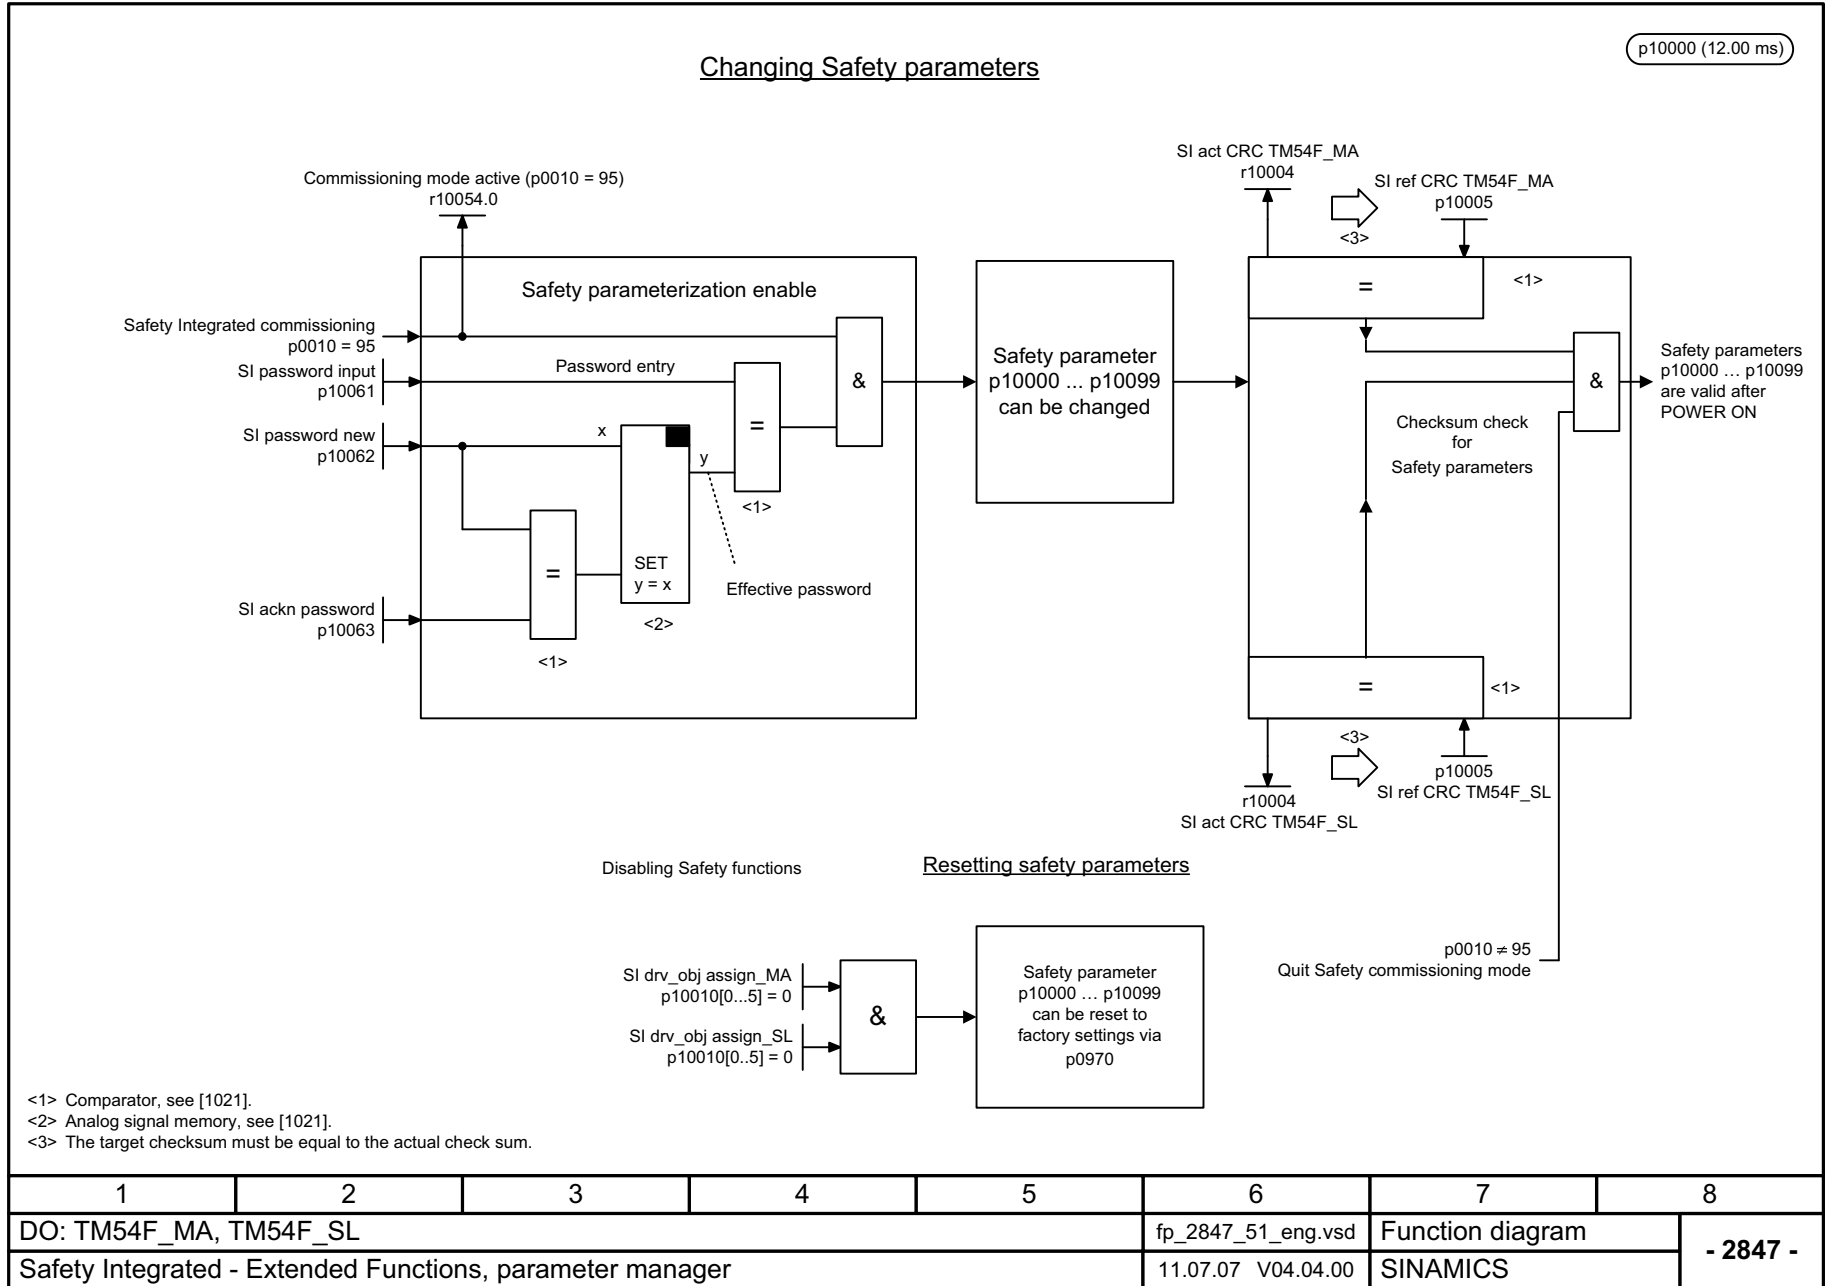 p10000 (12.00 ms)
Changing Safety parameters
SI act CRC TM54F_MA
r10004
SI ref CRC TM54F_MA
p10005
<3>
Commissioning mode active (p0010 = 95)
r10054.0
Safety parameterization enable
Safety Integrated commissioning
p0010 = 95
SI password input
p10061
Password entry
SI password new
p10062
SI ackn password
p10063
x
y
=
SET
y = x
<2>
<1>
=
<1>
&
Effective password
Safety parameter
p10000 ... p10099
can be changed
=
<1>
&
Checksum check
for
Safety parameters
Safety parameters
p10000 … p10099
are valid after
POWER ON
=
<1>
<3>
r10004
SI act CRC TM54F_SL
p10005
SI ref CRC TM54F_SL
p0010 ≠ 95
Quit Safety commissioning mode
Disabling Safety functions
Resetting safety parameters
SI drv_obj assign_MA
p10010[0...5] = 0
SI drv_obj assign_SL
p10010[0..5] = 0
&
Safety parameter
p10000 … p10099
can be reset to
factory settings via
p0970
<1> Comparator, see [1021].
<2> Analog signal memory, see [1021].
<3> The target checksum must be equal to the actual check sum.
1 2 3 4 5 6 7 8
DO: TM54F_MA, TM54F_SL
fp_2847_51_eng.vsd
Function diagram
- 2847 -
Safety Integrated - Extended Functions, parameter manager
11.07.07 V04.04.00
SINAMICS